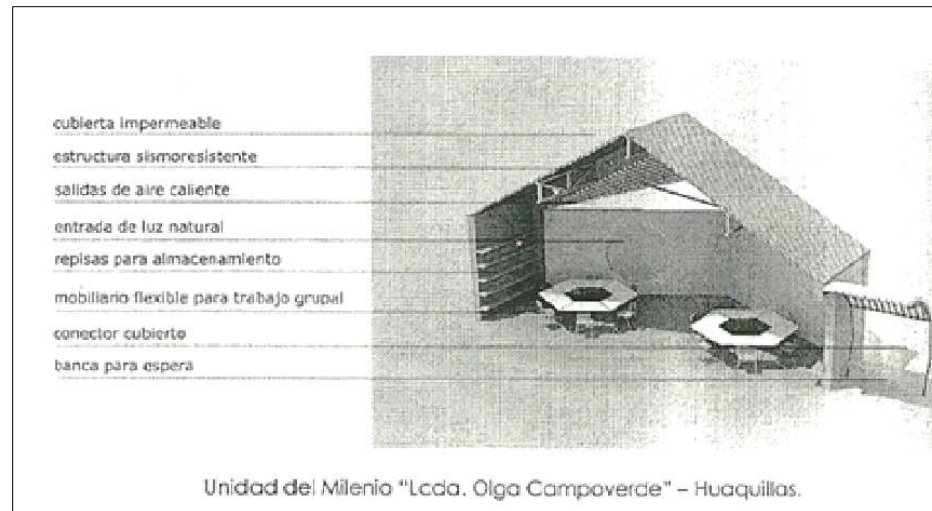 cubierta impermeable
estructura sismoresistente
salidas de aire caliente
entrada de luz natural
repisas para almacenamiento
mobiliario flexible para trabajo grupal
conector cubierto
banca para espera
Unidad del Milenio "Lcda. Olga Campoverde" – Huaquillas.